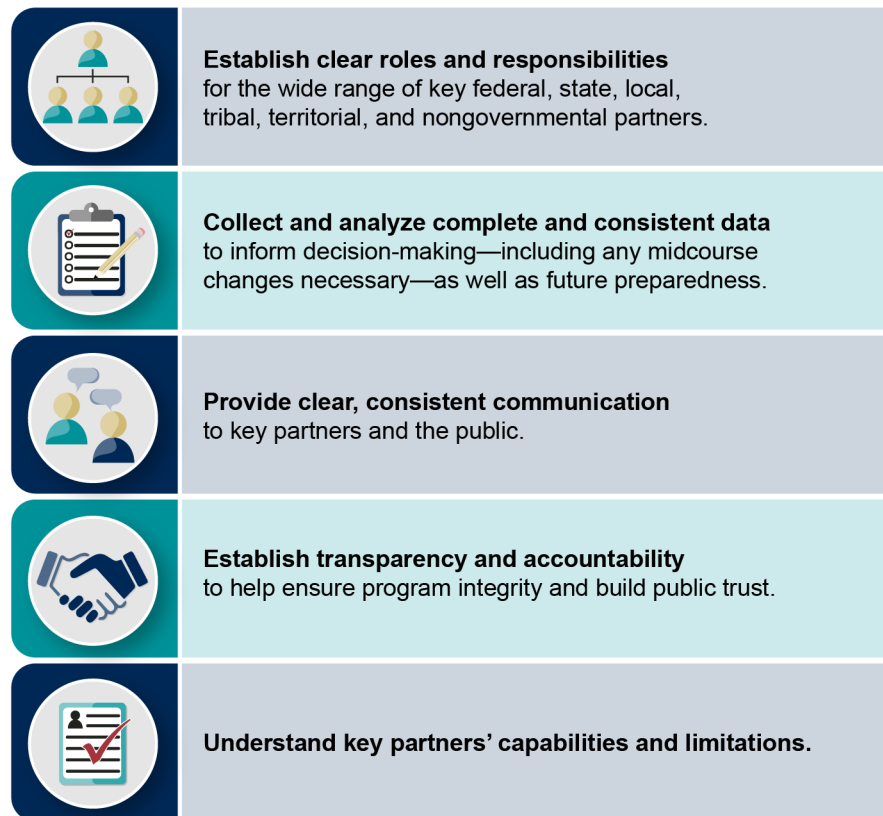 Establish clear roles and responsibilities
for the wide range of key federal, state, local,
tribal, territorial, and nongovernmental partners.
Collect and analyze complete and consistent data
to inform decision-making—including any midcourse
changes necessary—as well as future preparedness.
Provide clear, consistent communication
to key partners and the public.
Establish transparency and accountability
to help ensure program integrity and build public trust.
Understand key partners’ capabilities and limitations.